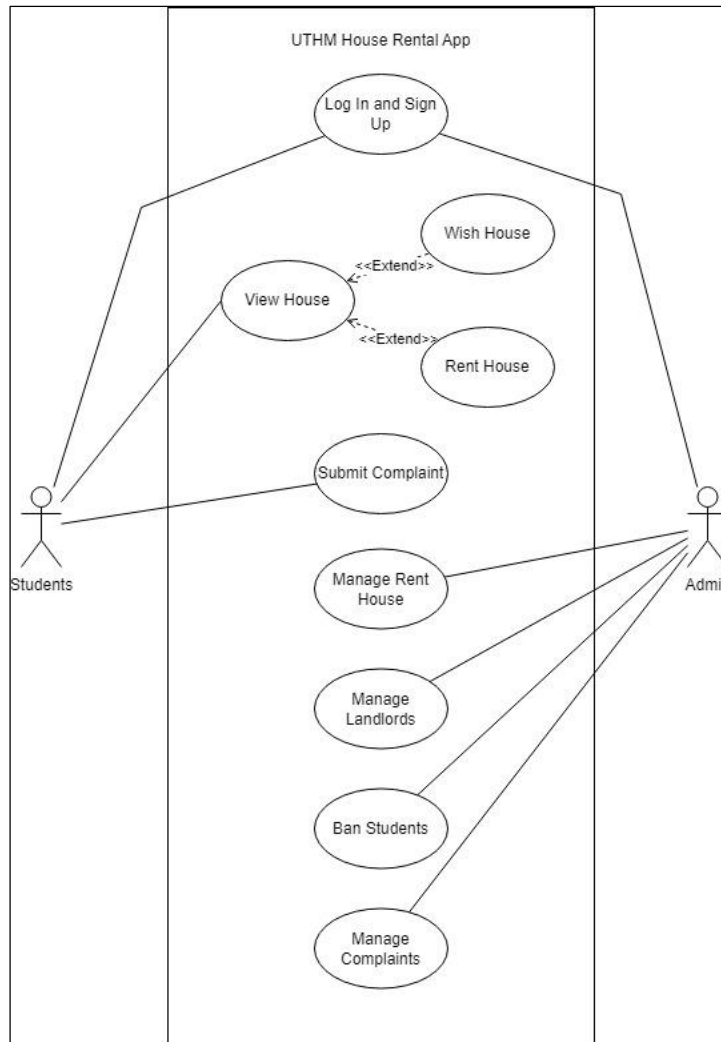 UTHM House Rental App
Log In and Sign
Up
Wish House
<<Extend>>
View House
<<Extend>>
Rent House
Submit Complaint
Students
Manage Rent
House
Admi
Manage
Landlords
Ban Students
Manage
Complaints